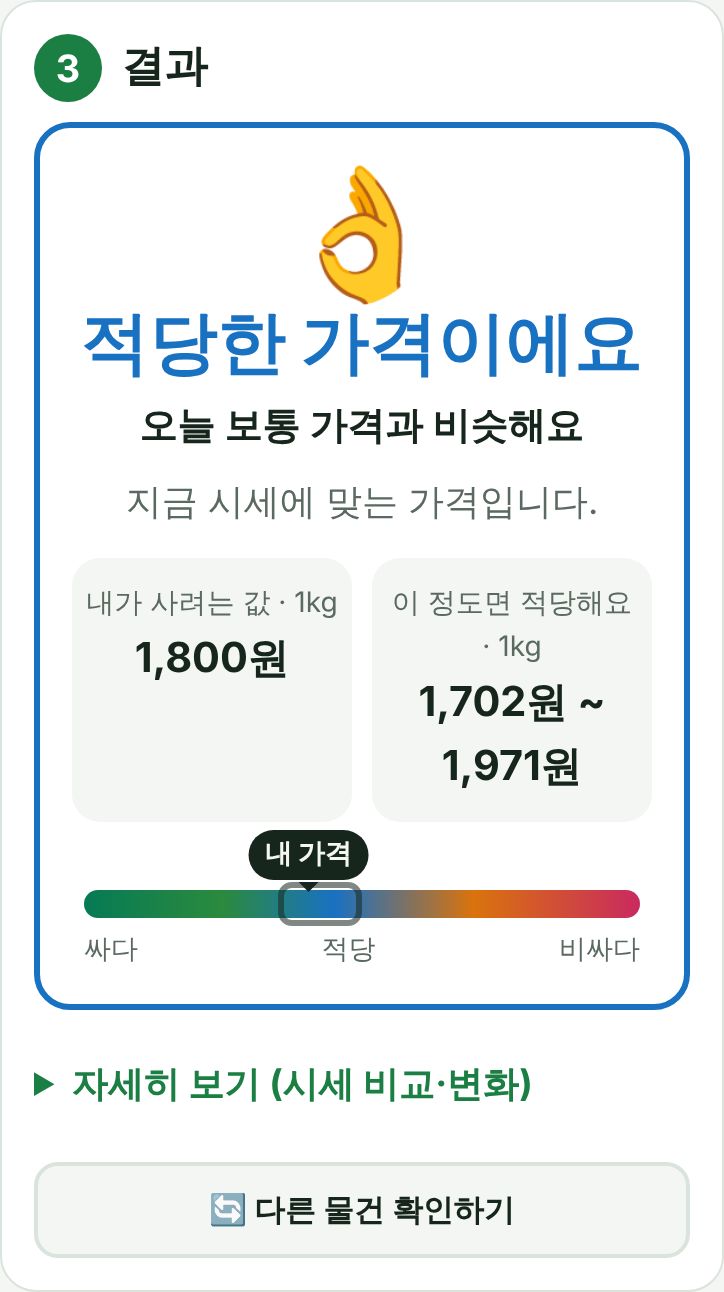 3 결과
적당한 가격이에요
오늘 보통 가격과 비슷해요
지금 시세에 맞는 가격입니다.
내가 사려는 값 · 1kg
1,800원
이 정도면 적당해요
· 1kg
1,702원 ~
1,971원
내 가격
싸다 적당 비싸다
▶ 자세히 보기 (시세 비교·변화)
🔄 다른 물건 확인하기